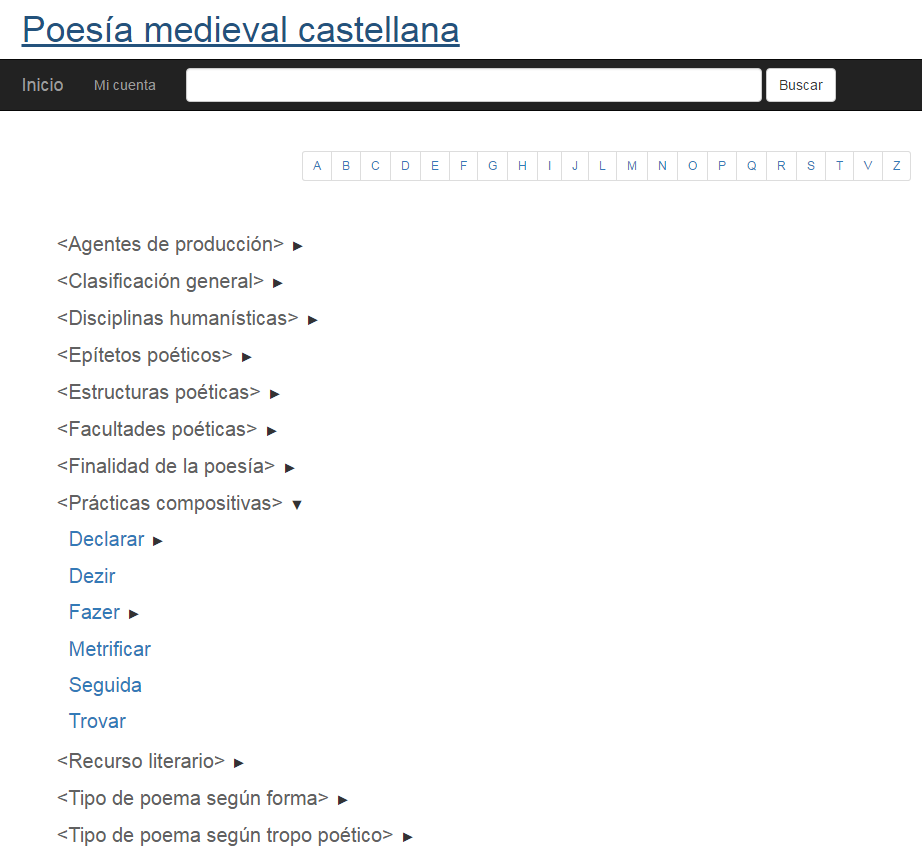 Poesía medieval castellana
Inicio Mi cuenta Buscar
A B C D E F G H I J L M N O P Q R S T V Z
<Agentes de producción> ►
<Clasificación general> ►
<Disciplinas humanísticas> ►
<Epítetos poéticos> ►
<Estructuras poéticas> ►
<Facultades poéticas> ►
<Finalidad de la poesía> ►
<Prácticas compositivas> ▼
Declarar ►
Dezir
Fazer ►
Metrificar
Seguida
Trovar
<Recurso literario> ►
<Tipo de poema según forma> ►
<Tipo de poema según tropo poético> ►